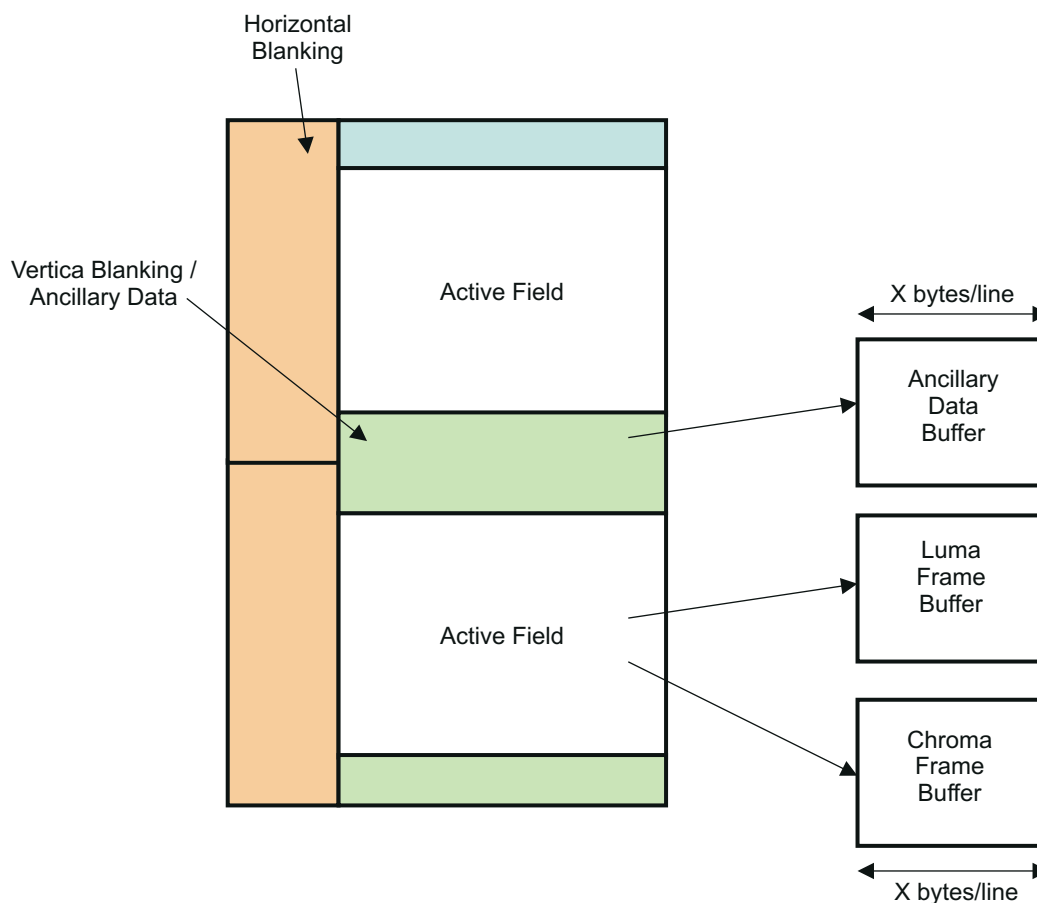 Horizontal
Blanking
Vertica Blanking /
Ancillary Data
Active Field
X bytes/line
Ancillary
Data
Buffer
Luma
Frame
Buffer
Active Field
Chroma
Frame
Buffer
X bytes/line